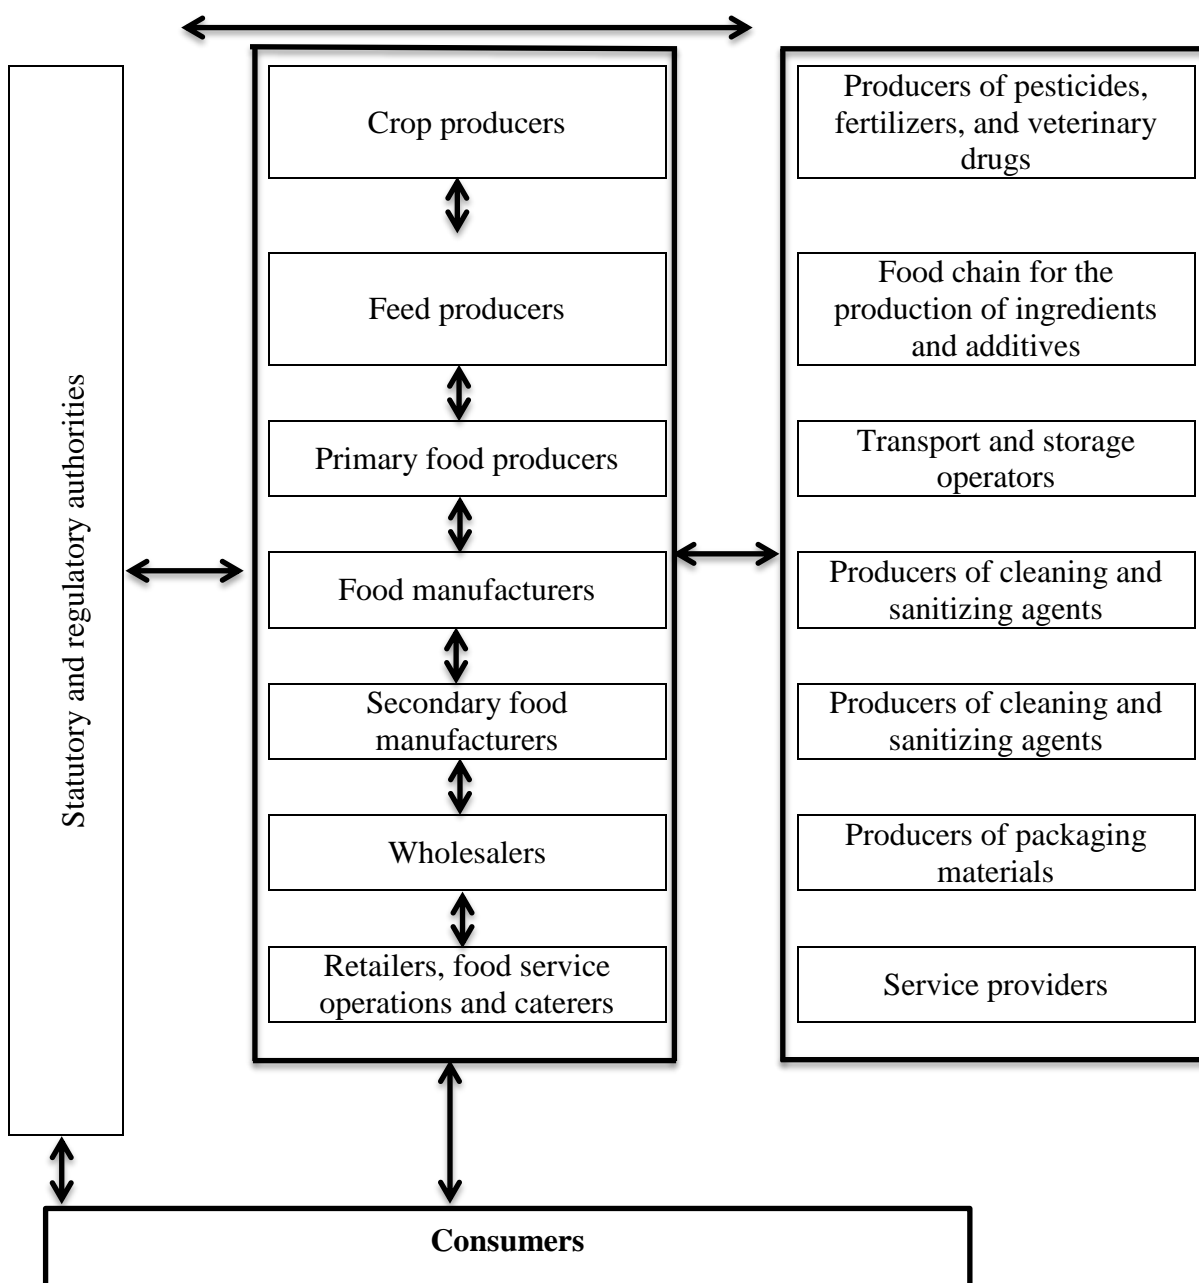 Statutory and regulatory authorities
Crop producers
Feed producers
Primary food producers
Food manufacturers
Secondary food
manufacturers
Wholesalers
Retailers, food service
operations and caterers
Producers of pesticides,
fertilizers, and veterinary
drugs
Food chain for the
production of ingredients
and additives
Transport and storage
operators
Producers of cleaning and
sanitizing agents
Producers of cleaning and
sanitizing agents
Producers of packaging
materials
Service providers
Consumers